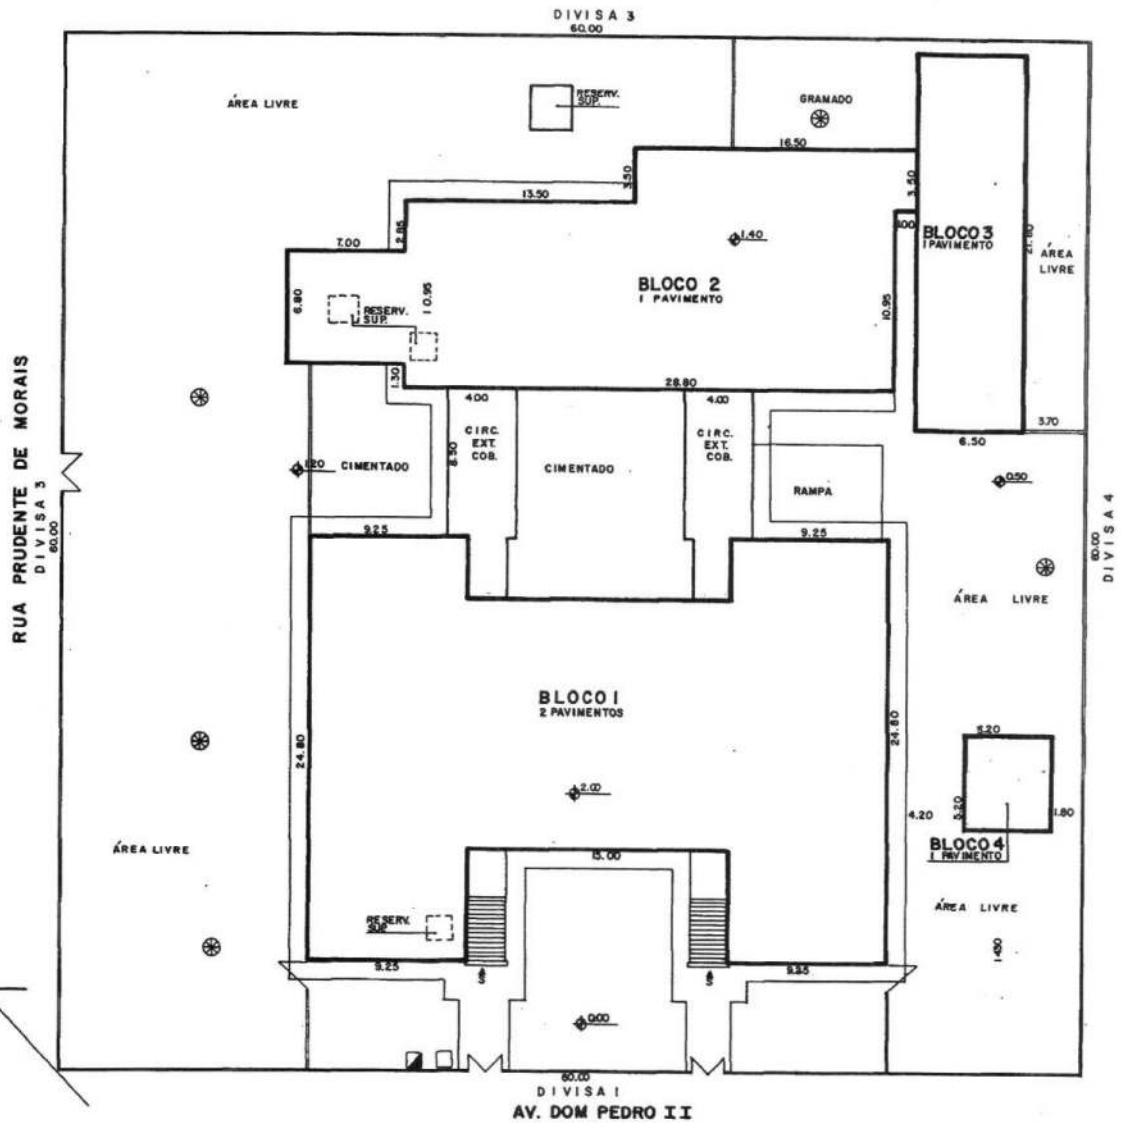 DIVISA 3
60.00
ÁREA LIVRE
RESERV.
SUP.
GRAMADO
16.50
3.50
13.50
3.50
2.85
7.00
1.40
1.00
BLOCO 3
1 PAVIMENTO
21.80
ÁREA
LIVRE
BLOCO 2
1 PAVIMENTO
6.80
10.95
RESERV.
SUP.
10.95
1.30
28.80
4.00
4.00
3.70
6.50
CIRC.
EXT.
COB.
8.50
CIRC.
EXT.
COB.
RUA PRUDENTE DE MORAIS
DIVISA 3
60.00
1.20
CIMENTADO
CIMENTADO
RAMPA
0.50
9.25
9.25
60.00
DIVISA 4
ÁREA LIVRE
BLOCO 1
2 PAVIMENTOS
24.80
24.80
2.00
5.20
5.20
1.80
4.20
BLOCO 4
1 PAVIMENTO
ÁREA LIVRE
15.00
ÁREA LIVRE
RESERV.
SUP
9.25
S
S
0.00
60.00
DIVISA 1
AV. DOM PEDRO II